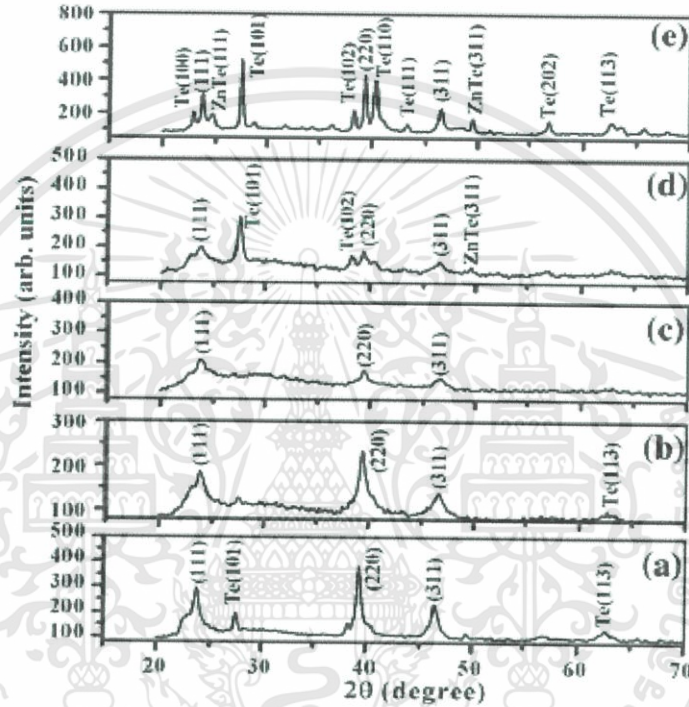 Intensity (arb. units)
800
600
400
200
Te(100)
(111)
ZnTe(111)
Te(101)
Te(102)
(220)
Te(110)
Te(111)
(311)
ZnTe(311)
Te(202)
Te(113)
(e)
500
400
300
200
100
(111)
Te(101)
Te(102)
(220)
(311)
ZnTe(311)
(d)
400
300
200
100
(111)
(220)
(311)
(c)
300
200
100
(111)
(220)
(311)
Te(113)
(b)
500
400
300
200
100
(111)
Te(101)
(220)
(311)
Te(113)
(a)
20 30 40 50 60 70
2θ (degree)